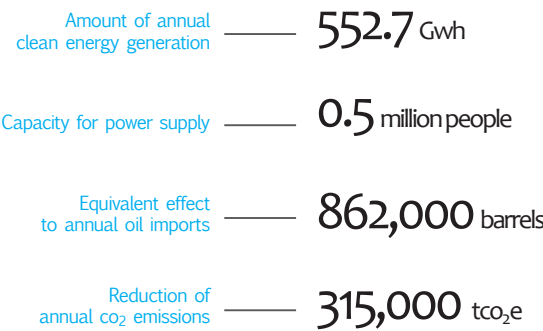 Amount of annual
clean energy generation
552.7 Gwh
Capacity for power supply
0.5 million people
Equivalent effect
to annual oil imports
862,000 barrels
Reduction of
annual co₂ emissions
315,000 tco₂e